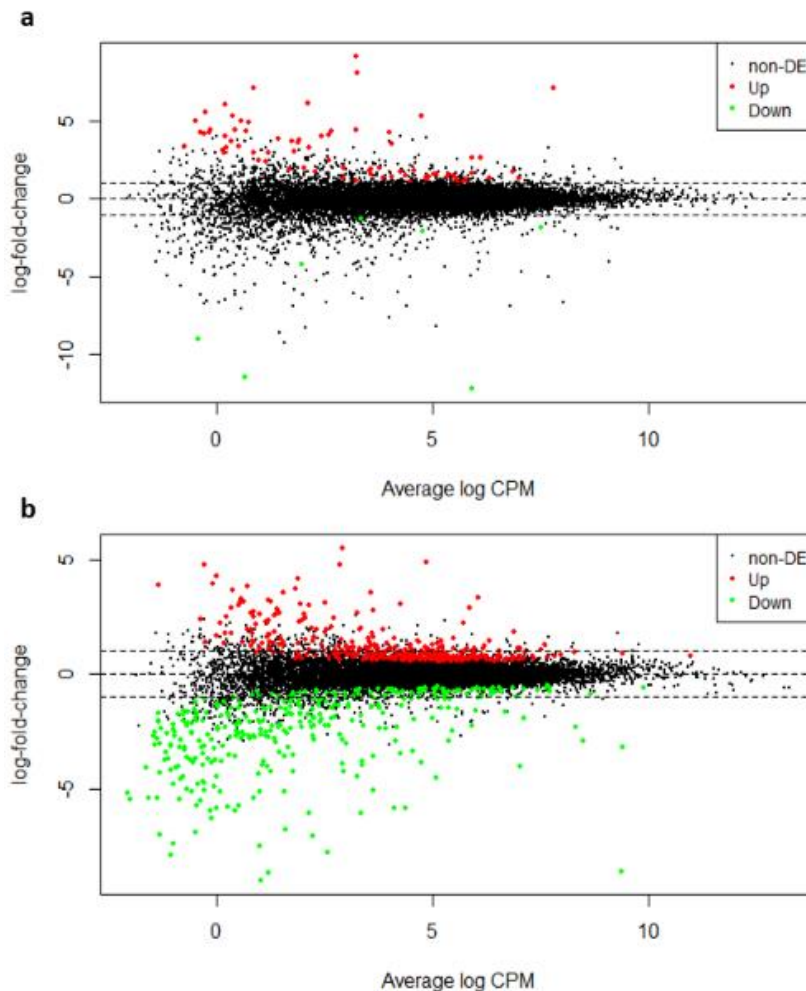 a
log-fold-change
5
0
-5
-10
non-DE
Up
Down
0 5 10
Average log CPM
b
log-fold-change
5
0
-5
non-DE
Up
Down
0 5 10
Average log CPM